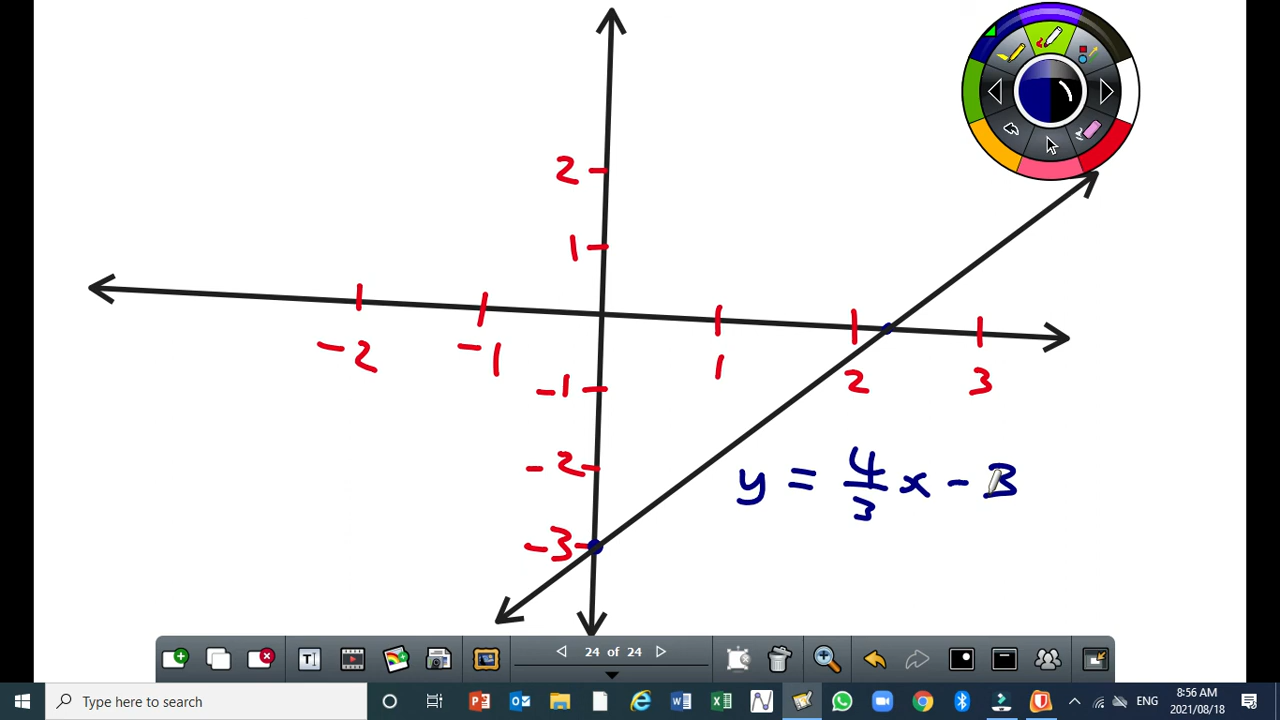 2
1
-2
-1
1
2
3
-1
-2
-3
y = 4/3 x - 3
24 of 24
Type here to search
ENG
8:56 AM
2021/08/18